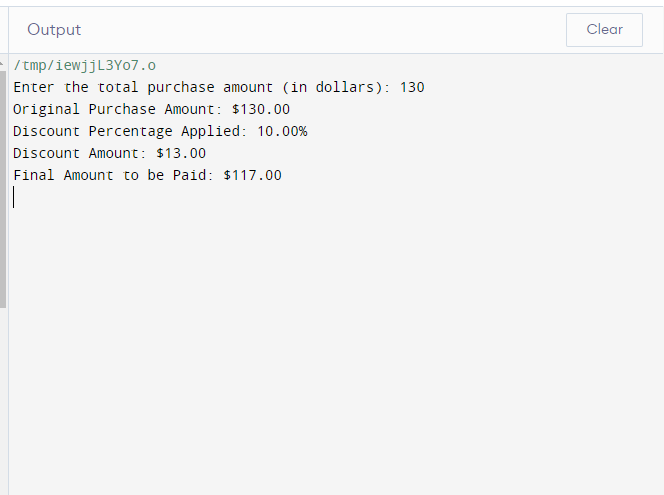 Output
Clear
/tmp/iewjjL3Yo7.o
Enter the total purchase amount (in dollars): 130
Original Purchase Amount: $130.00
Discount Percentage Applied: 10.00%
Discount Amount: $13.00
Final Amount to be Paid: $117.00